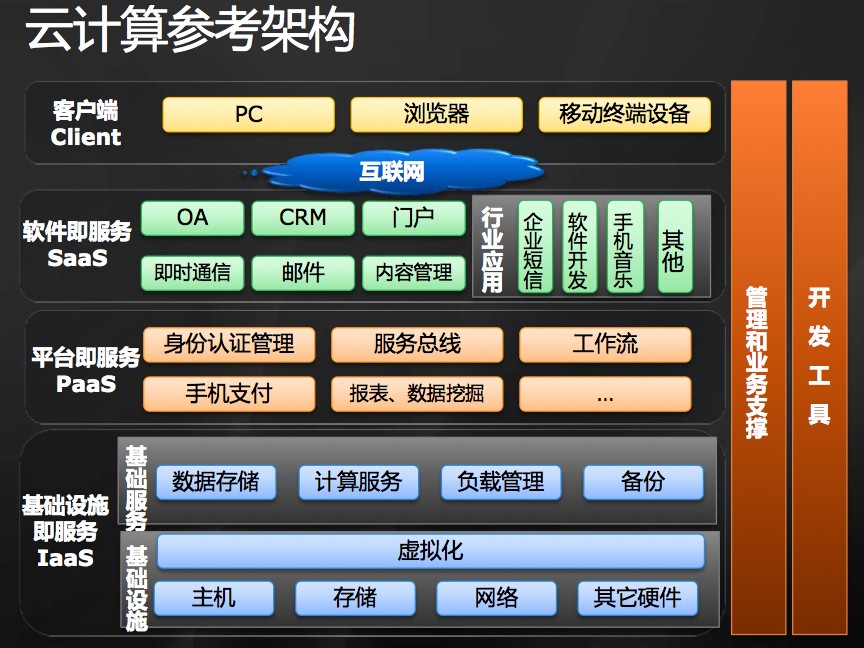 云计算参考架构
客户端
Client
PC
浏览器
移动终端设备
互联网
软件即服务
SaaS
OA
CRM
门户
即时通信
邮件
内容管理
行业应用
企业短信
软件开发
手机音乐
其他
平台即服务
PaaS
身份认证管理
服务总线
工作流
手机支付
报表、数据挖掘
...
基础设施
即服务
IaaS
基础服务
数据存储
计算服务
负载管理
备份
基础设施
虚拟化
主机
存储
网络
其它硬件
管理和业务支撑
开发工具